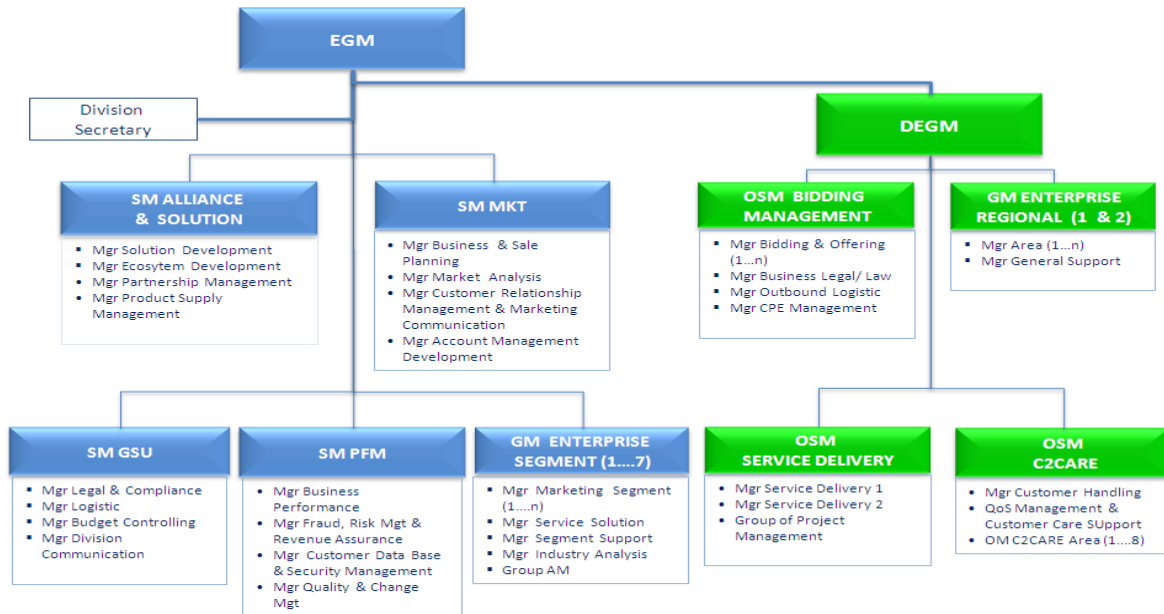 EGM
Division
Secretary
DEGM
SM ALLIANCE
& SOLUTION
▪ Mgr Solution Development
▪ Mgr Ecosytem Development
• Mgr Partnership Management
• Mgr Product Supply
Management
SM MKT
• Mgr Business & Sale
Planning
• Mgr Market Analysis
• Mgr Customer Relationship
Management & Marketing
Communication
• Mgr Account Management
Development
OSM BIDDING
MANAGEMENT
▪ Mgr Bidding & Offering
(1...n)
▪ Mgr Business Legal/ Law
▪ Mgr Outbound Logistic
▪ Mgr CPE Management
GM ENTERPRISE
REGIONAL (1 & 2)
▪ Mgr Area (1...n)
▪ Mgr General Support
SM GSU
▪ Mgr Legal & Compliance
▪ Mgr Logistic
▪ Mgr Budget Controlling
▪ Mgr Division
Communication
SM PFM
• Mgr Business
Performance
• Mgr Fraud, Risk Mgt &
Revenue Assurance
• Mgr Customer Data Base
& Security Management
• Mgr Quality & Change
Mgt
GM ENTERPRISE
SEGMENT (1....7)
▪ Mgr Marketing Segment
(1....n)
▪ Mgr Service Solution
▪ Mgr Segment Support
▪ Mgr Industry Analysis
▪ Group AM
OSM
SERVICE DELIVERY
▪ Mgr Service Delivery 1
▪ Mgr Service Delivery 2
• Group of Project
Management
OSM
C2CARE
• Mgr Customer Handling
• QoS Management &
Customer Care SUpport
• OM C2CARE Area (1....8)